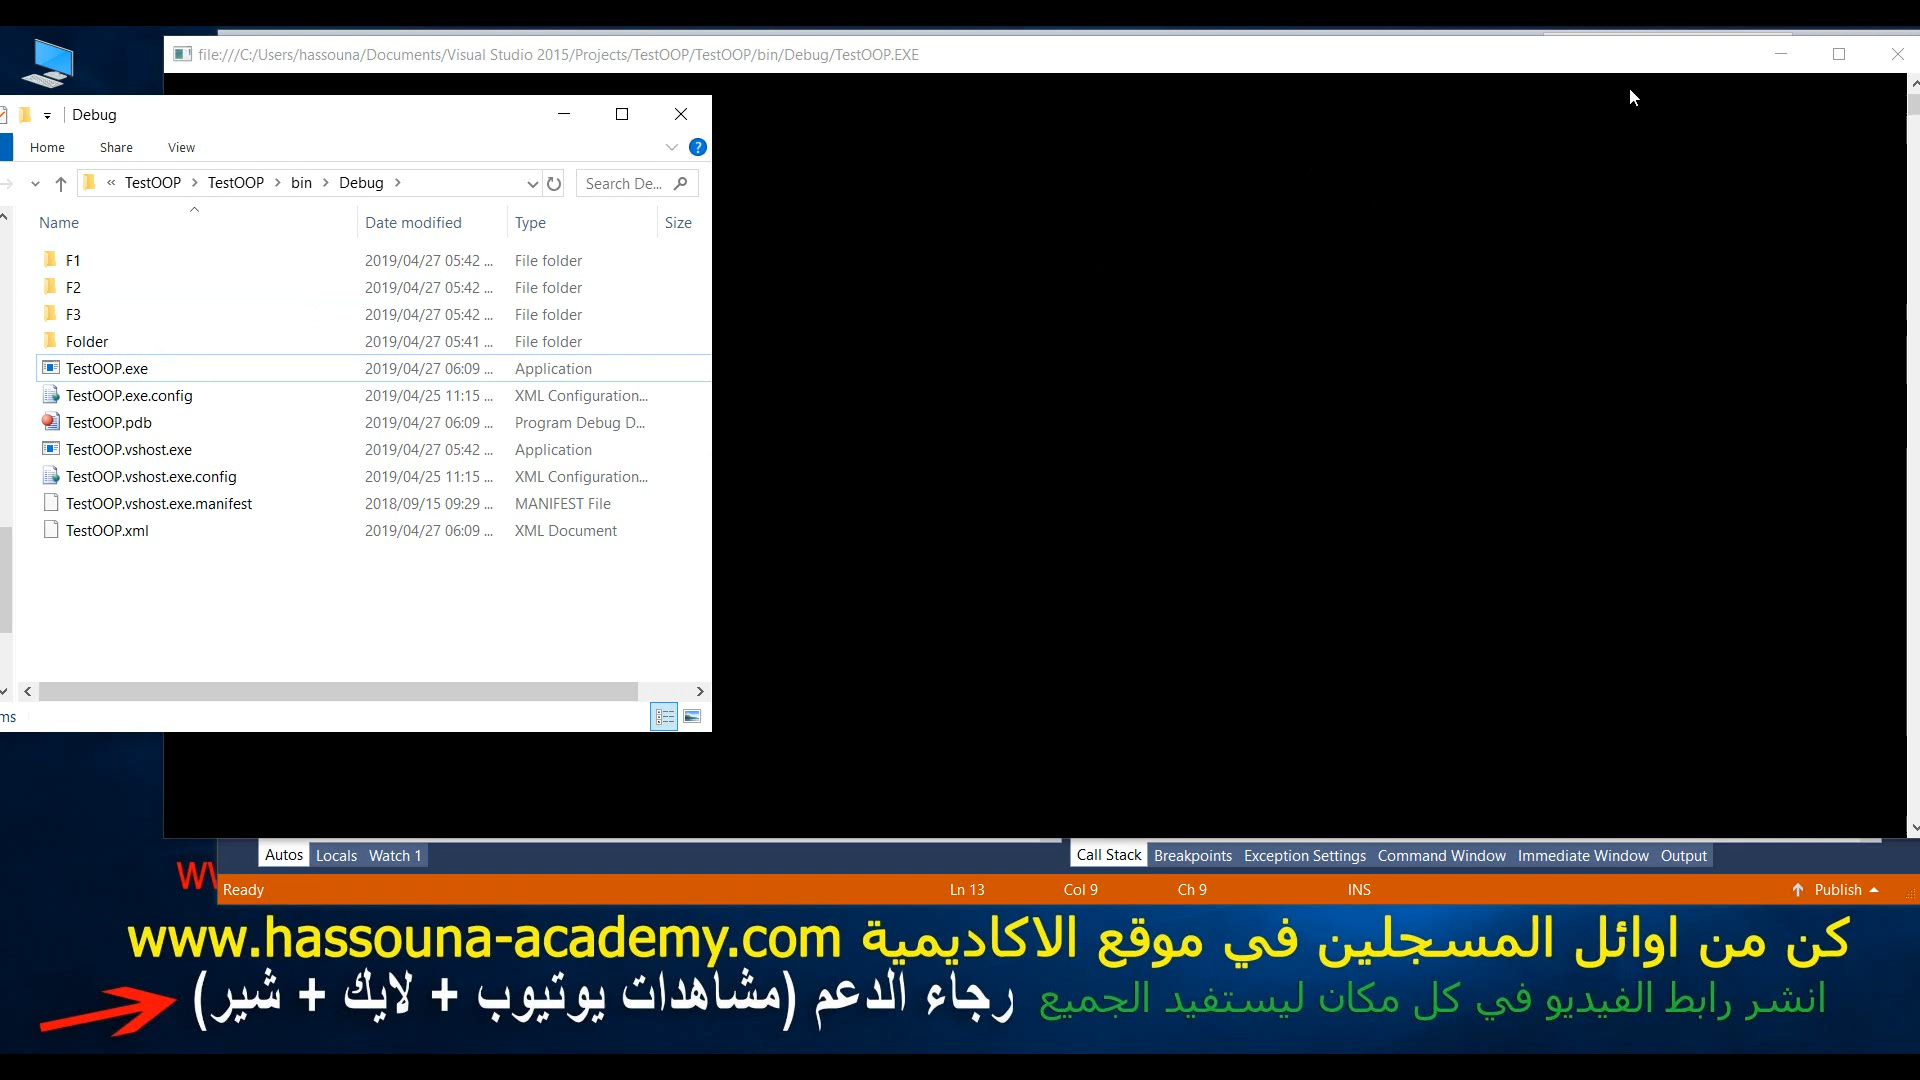 file:///C:/Users/hassouna/Documents/Visual Studio 2015/Projects/TestOOP/TestOOP/bin/Debug/TestOOP.EXE
Debug
Home Share View
« TestOOP > TestOOP > bin > Debug > Search De...
Name Date modified Type Size
F1 2019/04/27 05:42 ... File folder
F2 2019/04/27 05:42 ... File folder
F3 2019/04/27 05:42 ... File folder
Folder 2019/04/27 05:41 ... File folder
TestOOP.exe 2019/04/27 06:09 ... Application
TestOOP.exe.config 2019/04/25 11:15 ... XML Configuration...
TestOOP.pdb 2019/04/27 06:09 ... Program Debug D...
TestOOP.vshost.exe 2019/04/27 05:42 ... Application
TestOOP.vshost.exe.config 2019/04/25 11:15 ... XML Configuration...
TestOOP.vshost.exe.manifest 2018/09/15 09:29 ... MANIFEST File
TestOOP.xml 2019/04/27 06:09 ... XML Document
ms
Autos Locals Watch 1 Call Stack Breakpoints Exception Settings Command Window Immediate Window Output
Ready Ln 13 Col 9 Ch 9 INS Publish
كن من اوائل المسجلين في موقع الاكاديمية www.hassouna-academy.com
انشر رابط الفيديو في كل مكان ليستفيد الجميع
رجاء الدعم (مشاهدات يوتيوب + لايك + شير)